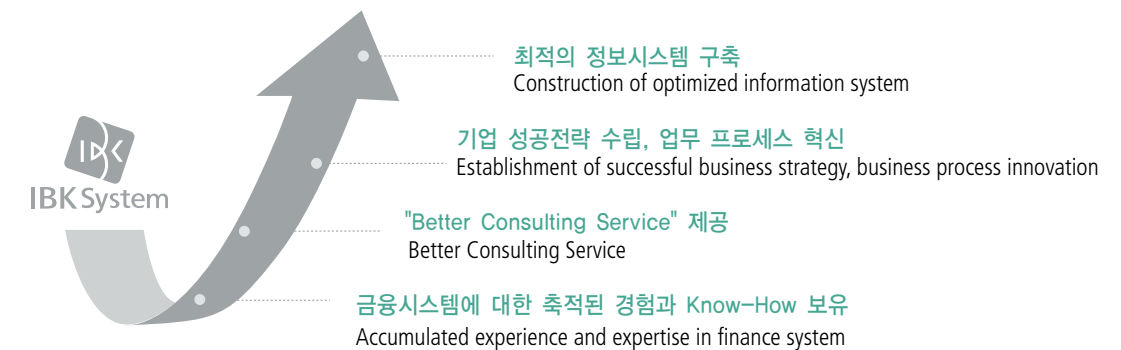 최적의 정보시스템 구축
Construction of optimized information system
기업 성공전략 수립, 업무 프로세스 혁신
Establishment of successful business strategy, business process innovation
IBK
IBK System
"Better Consulting Service" 제공
Better Consulting Service
금융시스템에 대한 축적된 경험과 Know-How 보유
Accumulated experience and expertise in finance system